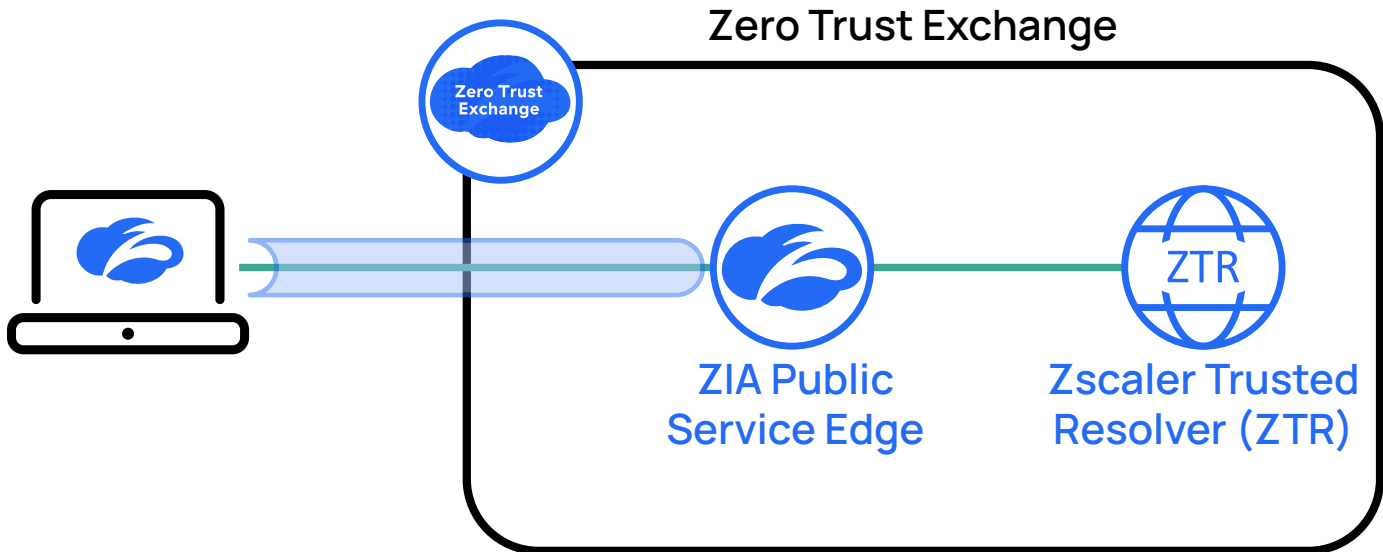 Zero Trust Exchange
Zero Trust
Exchange
ZTR
ZIA Public
Service Edge
Zscaler Trusted
Resolver (ZTR)